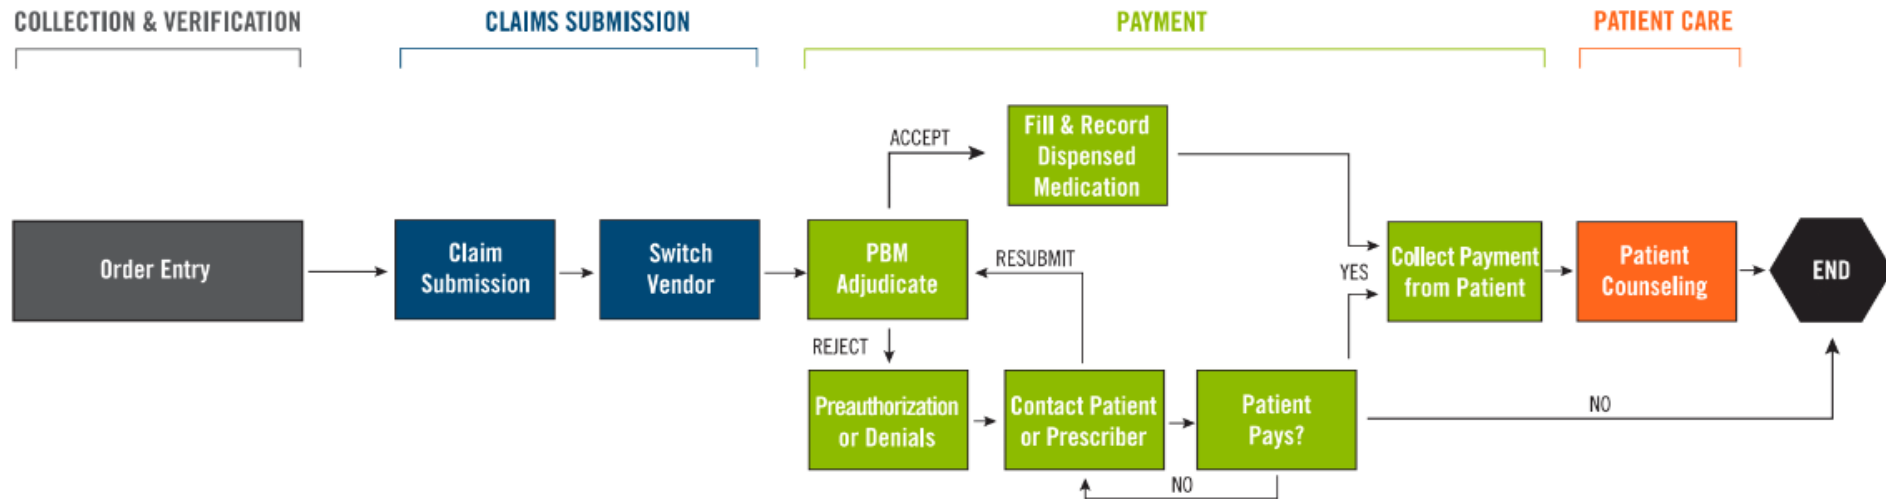 COLLECTION & VERIFICATION
CLAIMS SUBMISSION
PAYMENT
PATIENT CARE
Order Entry
Claim
Submission
Switch
Vendor
PBM
Adjudicate
ACCEPT
Fill & Record
Dispensed
Medication
REJECT
Preauthorization
or Denials
RESUBMIT
Contact Patient
or Prescriber
Patient
Pays?
NO
YES
NO
Collect Payment
from Patient
Patient
Counseling
END